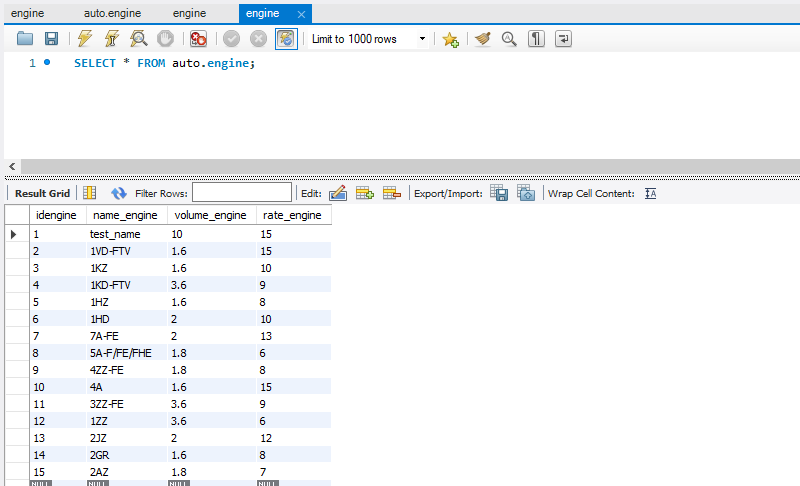 engine auto.engine engine engine
Limit to 1000 rows
1 SELECT * FROM auto.engine;
Result Grid Filter Rows: Edit: Export/Import: Wrap Cell Content:
idengine name_engine volume_engine rate_engine
1 test_name 10 15
2 1VD-FTV 1.6 15
3 1KZ 1.6 10
4 1KD-FTV 3.6 9
5 1HZ 1.6 8
6 1HD 2 10
7 7A-FE 2 13
8 5A-F/FE/FHE 1.8 6
9 4ZZ-FE 1.8 8
10 4A 1.6 15
11 3ZZ-FE 3.6 9
12 1ZZ 3.6 6
13 2JZ 2 12
14 2GR 1.6 8
15 2AZ 1.8 7
NULL NULL NULL NULL